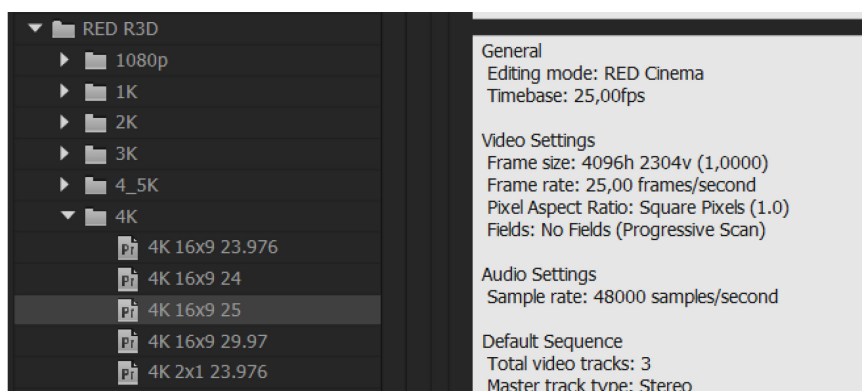 RED R3D
1080p
1K
2K
3K
4_5K
4K
4K 16x9 23.976
4K 16x9 24
4K 16x9 25
4K 16x9 29.97
4K 2x1 23.976
General
Editing mode: RED Cinema
Timebase: 25,00fps
Video Settings
Frame size: 4096h 2304v (1,0000)
Frame rate: 25,00 frames/second
Pixel Aspect Ratio: Square Pixels (1.0)
Fields: No Fields (Progressive Scan)
Audio Settings
Sample rate: 48000 samples/second
Default Sequence
Total video tracks: 3
Master track type: Stereo